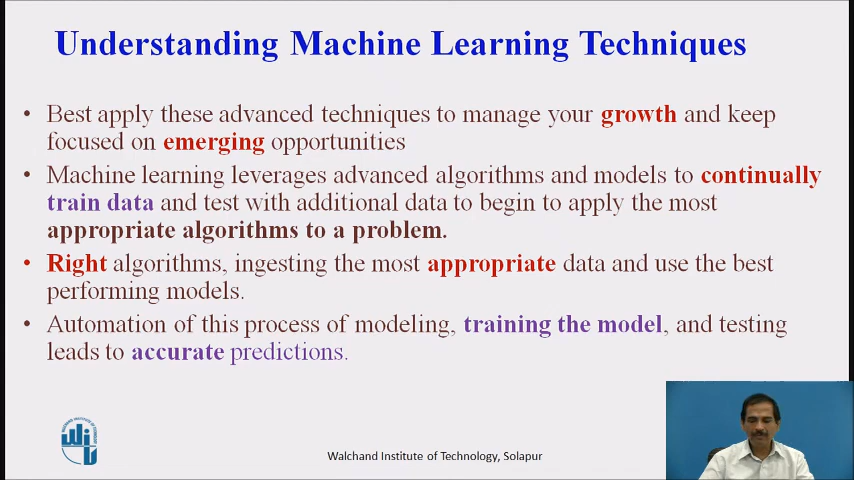 Understanding Machine Learning Techniques
• Best apply these advanced techniques to manage your growth and keep
focused on emerging opportunities
• Machine learning leverages advanced algorithms and models to continually
train data and test with additional data to begin to apply the most
appropriate algorithms to a problem.
• Right algorithms, ingesting the most appropriate data and use the best
performing models.
• Automation of this process of modeling, training the model, and testing
leads to accurate predictions.
Walchand Institute of Technology, Solapur